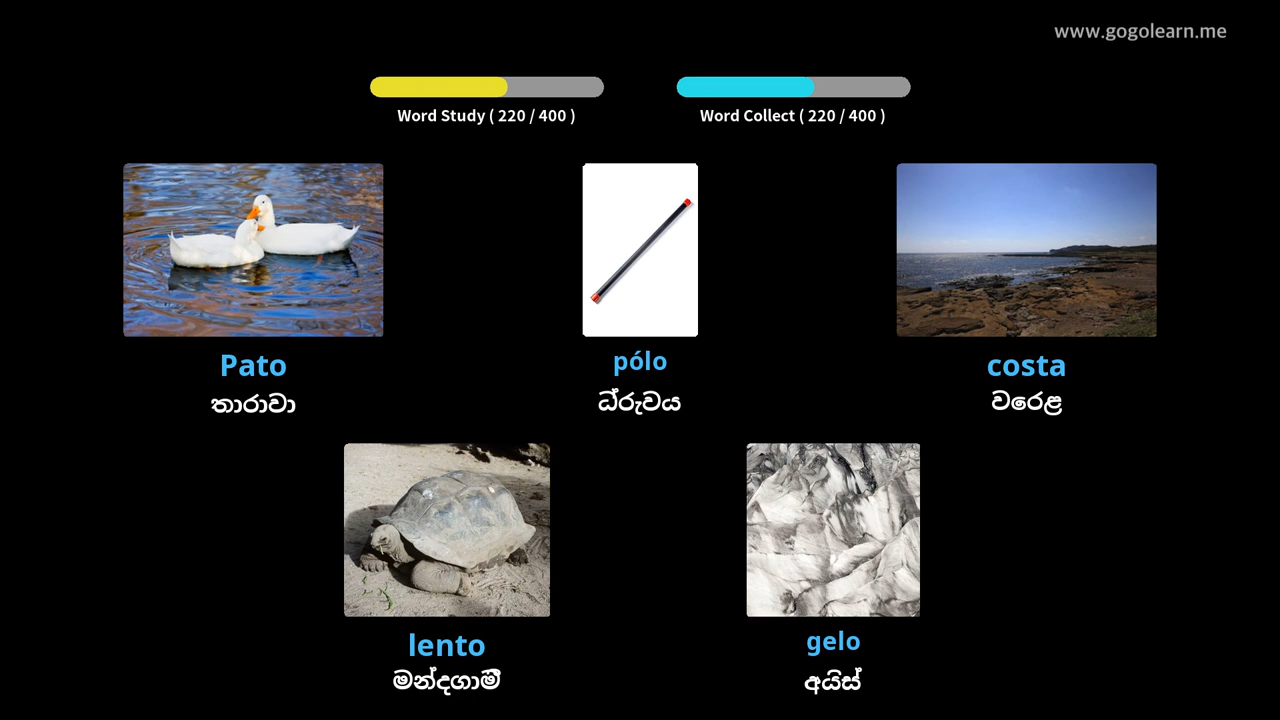 www.gogolearn.me
Word Study ( 220 / 400 )
Word Collect ( 220 / 400 )
Pato
තාරාවා
pólo
ධ්රුවය
costa
වරෙළ
lento
මන්දගාමී
gelo
අයිස්